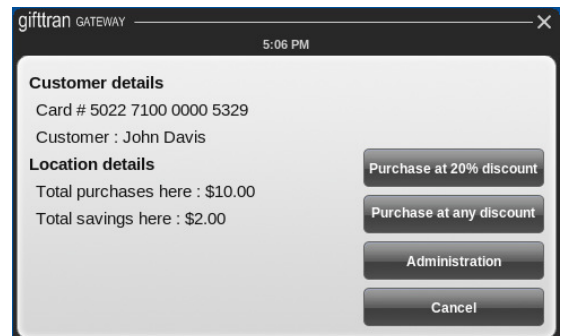 gifttran GATEWAY
5:06 PM
Customer details
Card # 5022 7100 0000 5329
Customer : John Davis
Location details
Total purchases here : $10.00
Total savings here : $2.00
Purchase at 20% discount
Purchase at any discount
Administration
Cancel